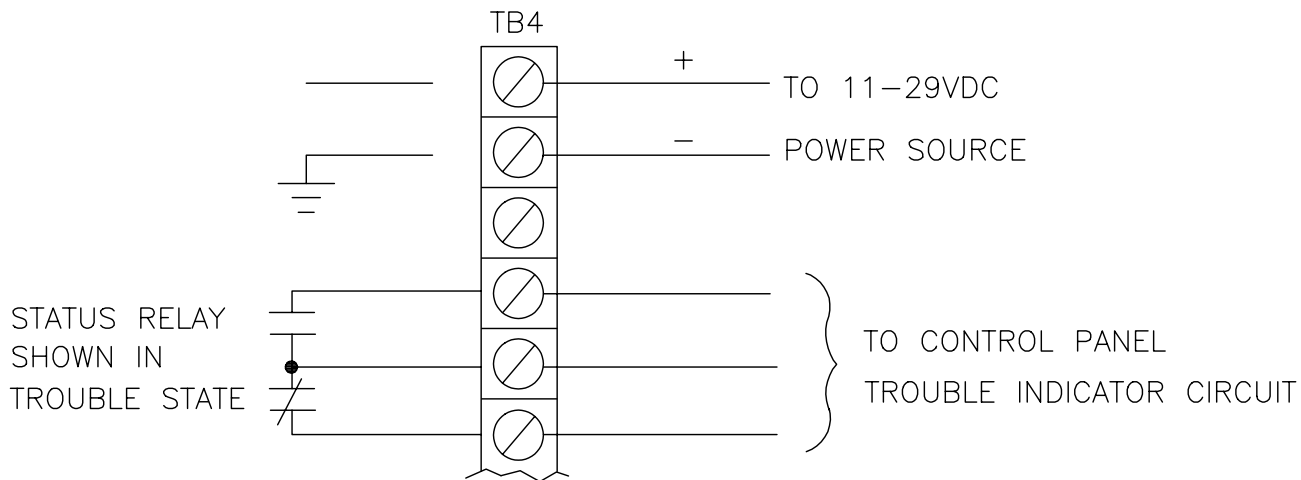 TB4
+
TO 11-29VDC
-
POWER SOURCE
STATUS RELAY
SHOWN IN
TROUBLE STATE
TO CONTROL PANEL
TROUBLE INDICATOR CIRCUIT